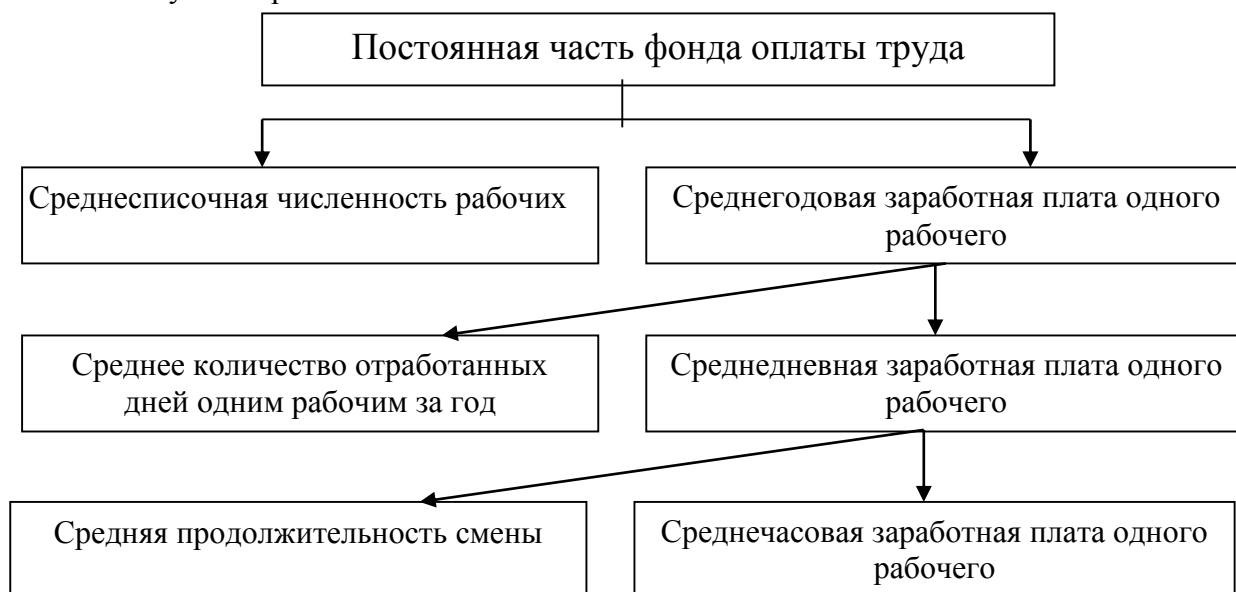 Постоянная часть фонда оплаты труда
Среднесписочная численность рабочих
Среднегодовая заработная плата одного
рабочего
Среднее количество отработанных
дней одним рабочим за год
Среднедневная заработная плата одного
рабочего
Средняя продолжительность смены
Среднечасовая заработная плата одного
рабочего